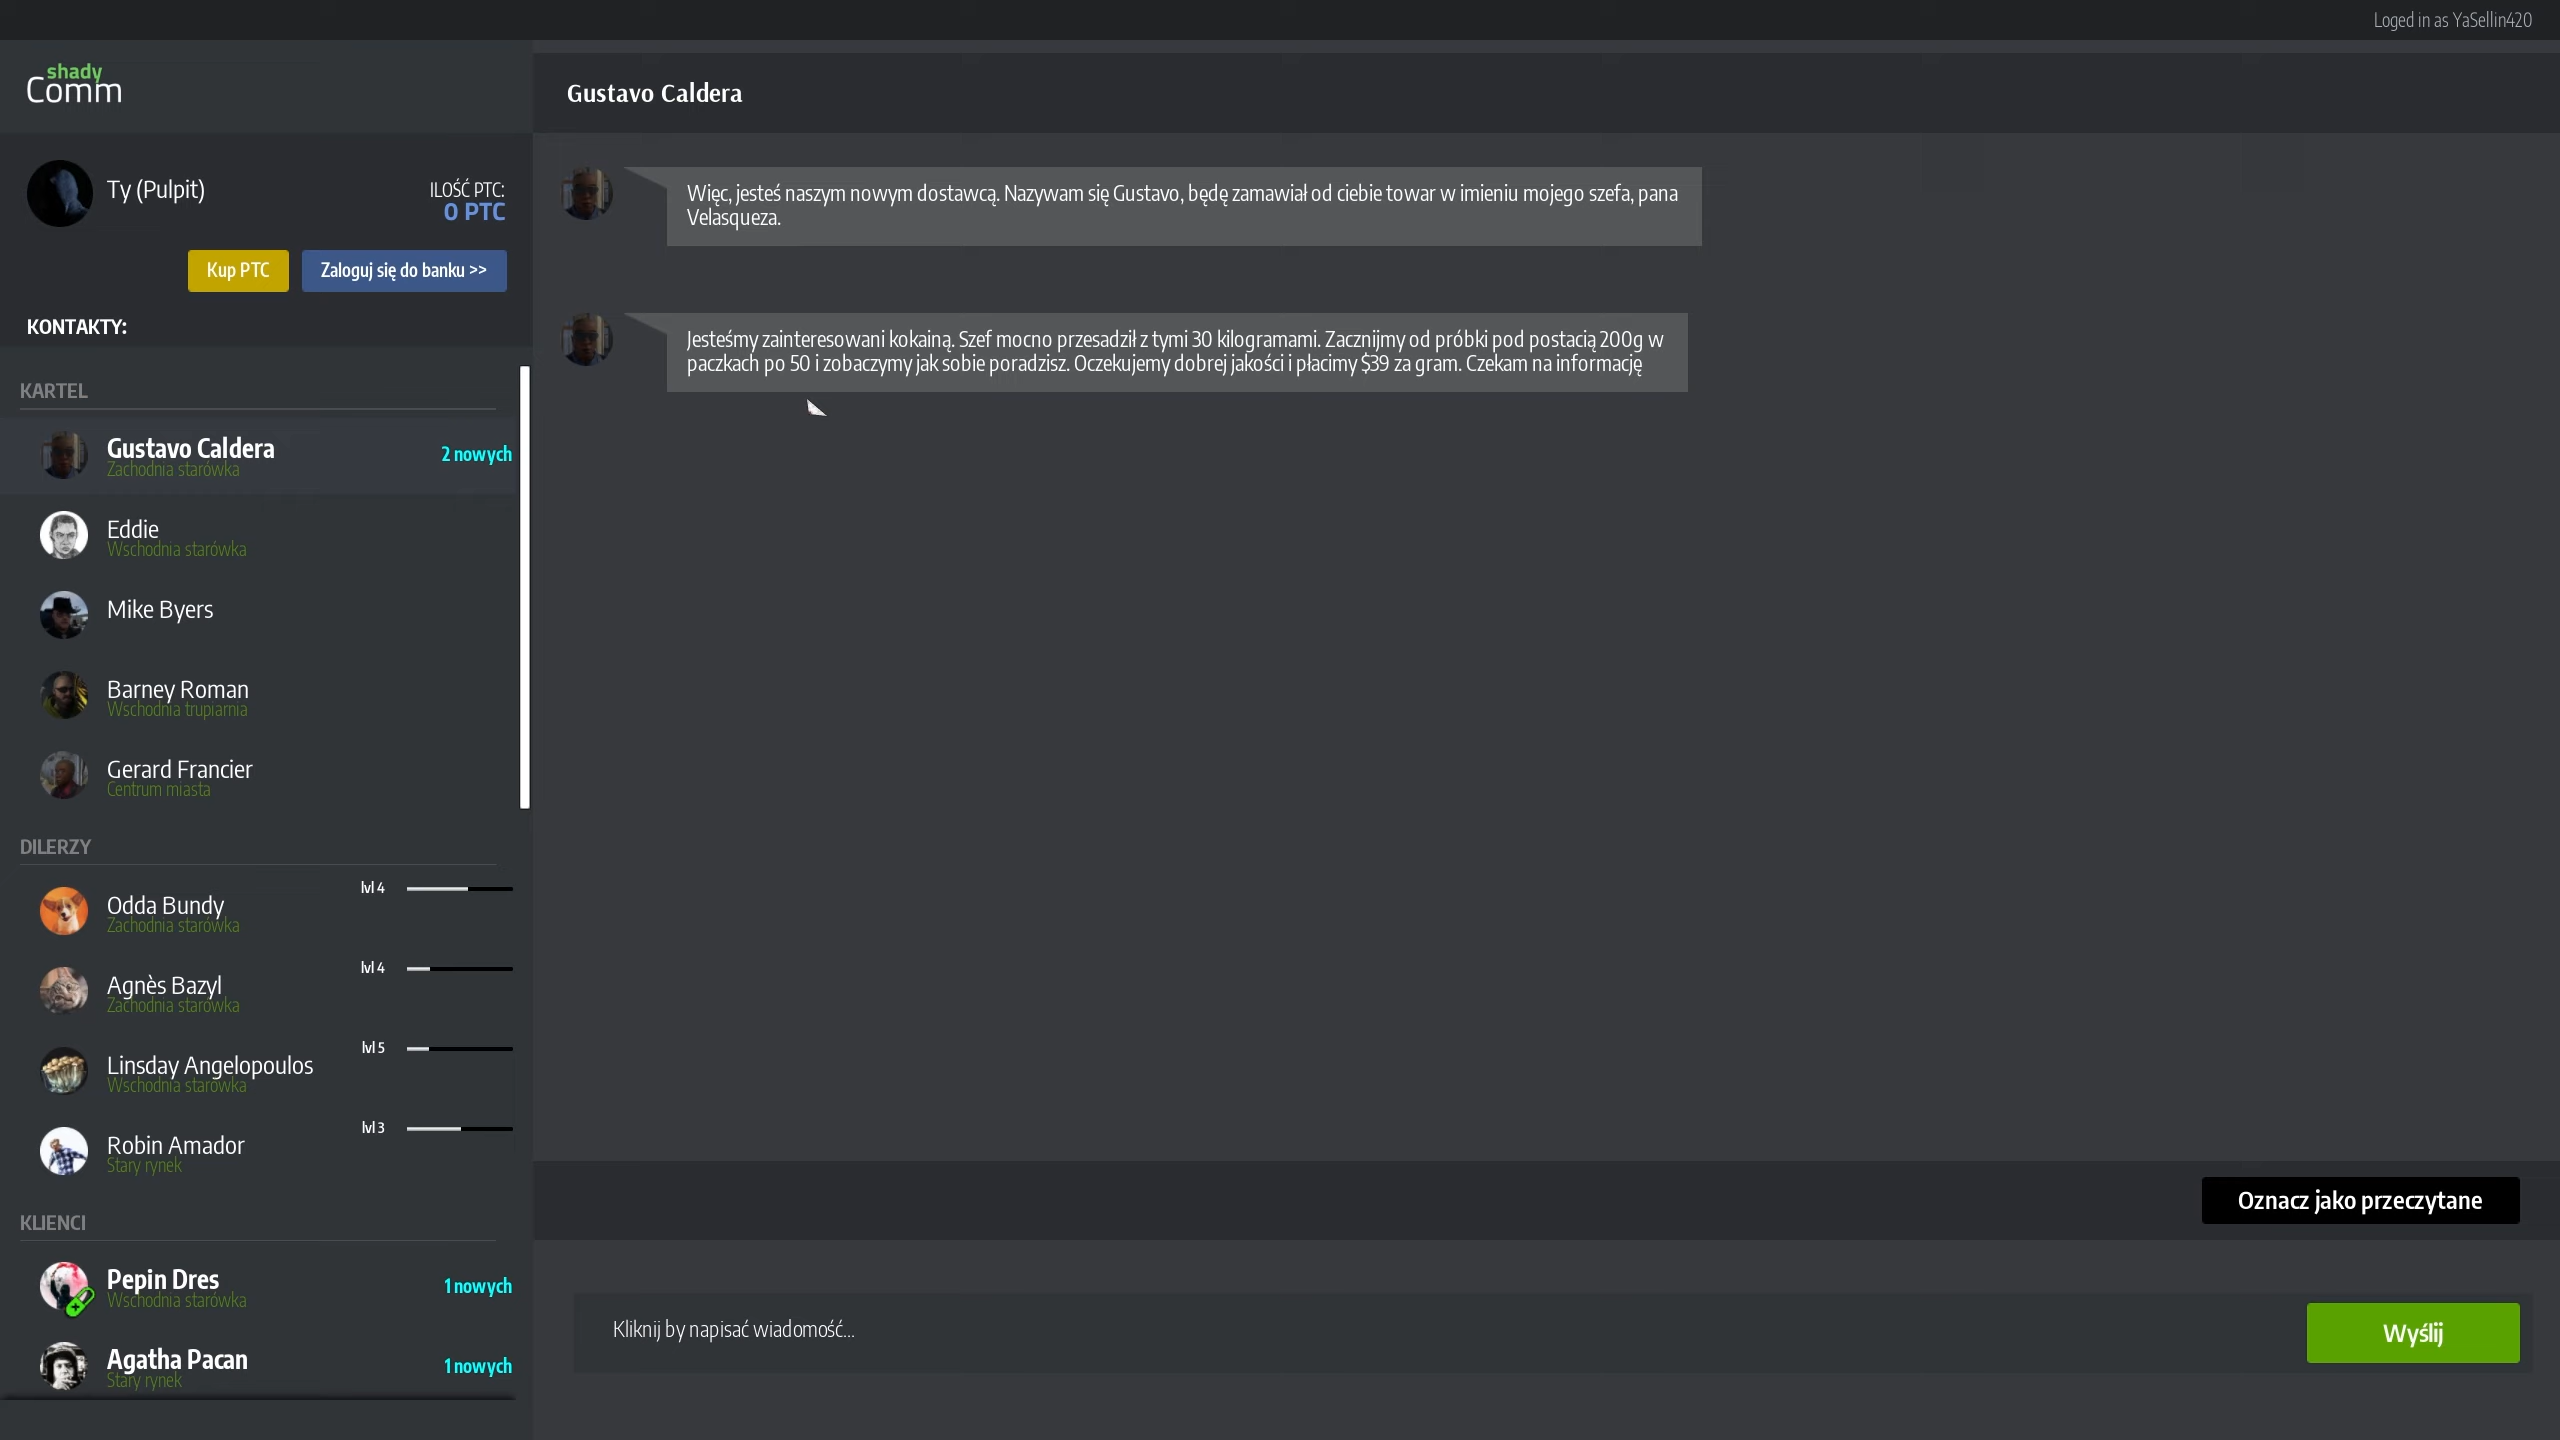 Loged in as YaSellin420
shady
Comm
Ty (Pulpit)
ILOŚĆ PTC:
0 PTC
Kup PTC
Zaloguj się do banku >>
KONTAKTY:
KARTEL
Gustavo Caldera
2 nowych
Zachodnia starówka
Eddie
Wschodnia starówka
Mike Byers
Barney Roman
Wschodnia trupiarnia
Gerard Francier
Centrum miasta
DILERZY
lvl 4
Odda Bundy
Zachodnia starówka
lvl 4
Agnès Bazyl
Zachodnia starówka
lvl 5
Linsday Angelopoulos
Wschodnia starówka
lvl 3
Robin Amador
Stary rynek
KLIENCI
Pepin Dres
1 nowych
Wschodnia starówka
Agatha Pacan
1 nowych
Stary rynek
Gustavo Caldera
Więc, jesteś naszym nowym dostawcą. Nazywam się Gustavo, będę zamawiał od ciebie towar w imieniu mojego szefa, pana
Velasqueza.
Jesteśmy zainteresowani kokainą. Szef mocno przesadził z tymi 30 kilogramami. Zacznijmy od próbki pod postacią 200g w
paczkach po 50 i zobaczymy jak sobie poradzisz. Oczekujemy dobrej jakości i płacimy $39 za gram. Czekam na informację
Oznacz jako przeczytane
Kliknij by napisać wiadomość...
Wyślij